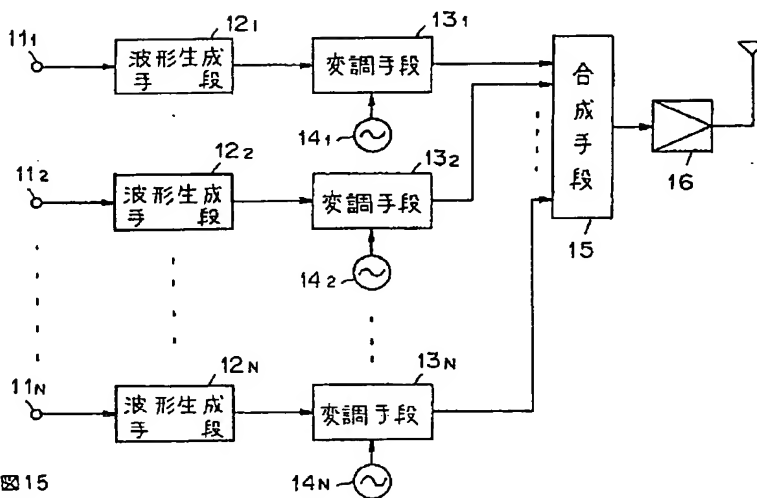 11₁
12₁
波形生成
手 段
13₁
変調手段
14₁
合成手段
15
16
11₂
12₂
波形生成
手 段
13₂
変調手段
14₂
11N
12N
波形生成
手 段
13N
変調手段
14N
図15